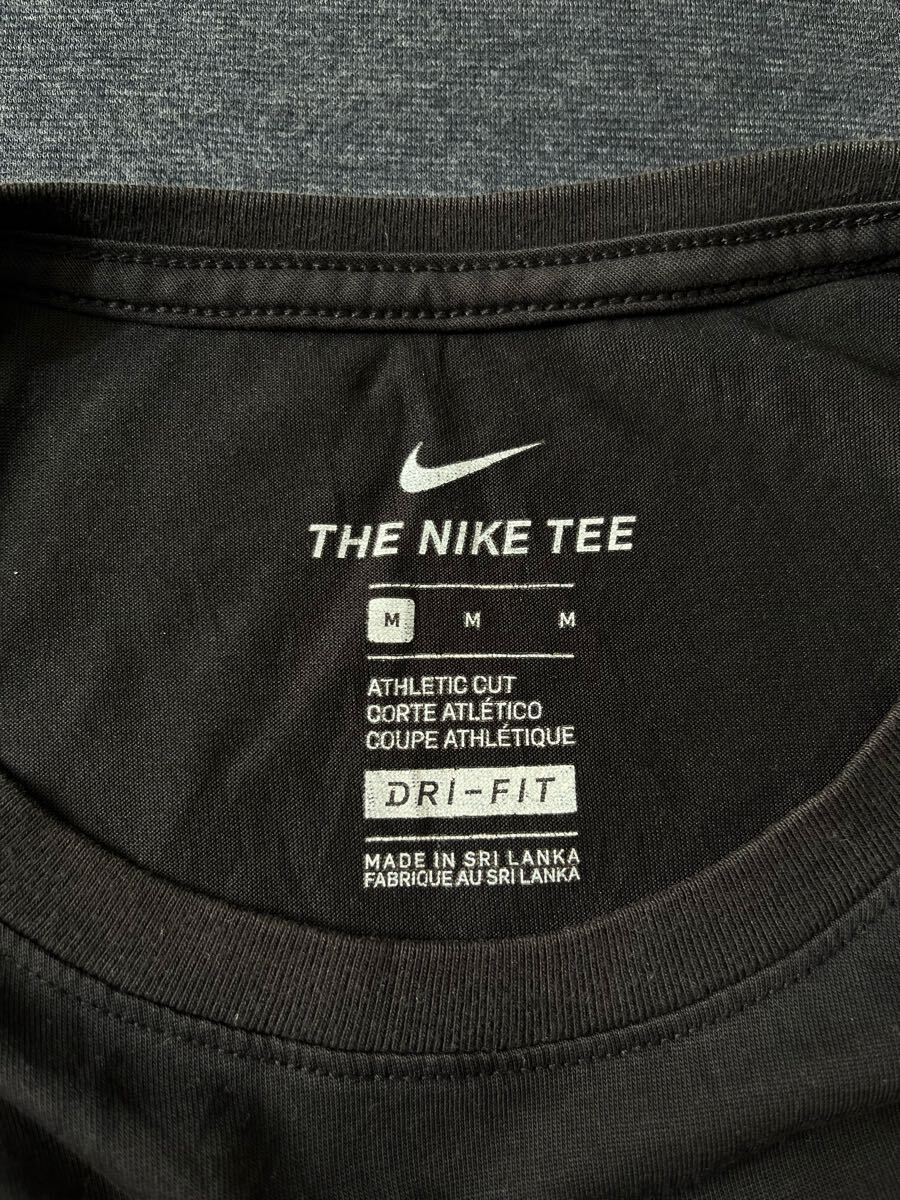 THE NIKE TEE
M M M
ATHLETIC CUT
CORTE ATLÉTICO
COUPE ATHLÉTIQUE
DRI-FIT
MADE IN SRI LANKA
FABRIQUE AU SRI LANKA